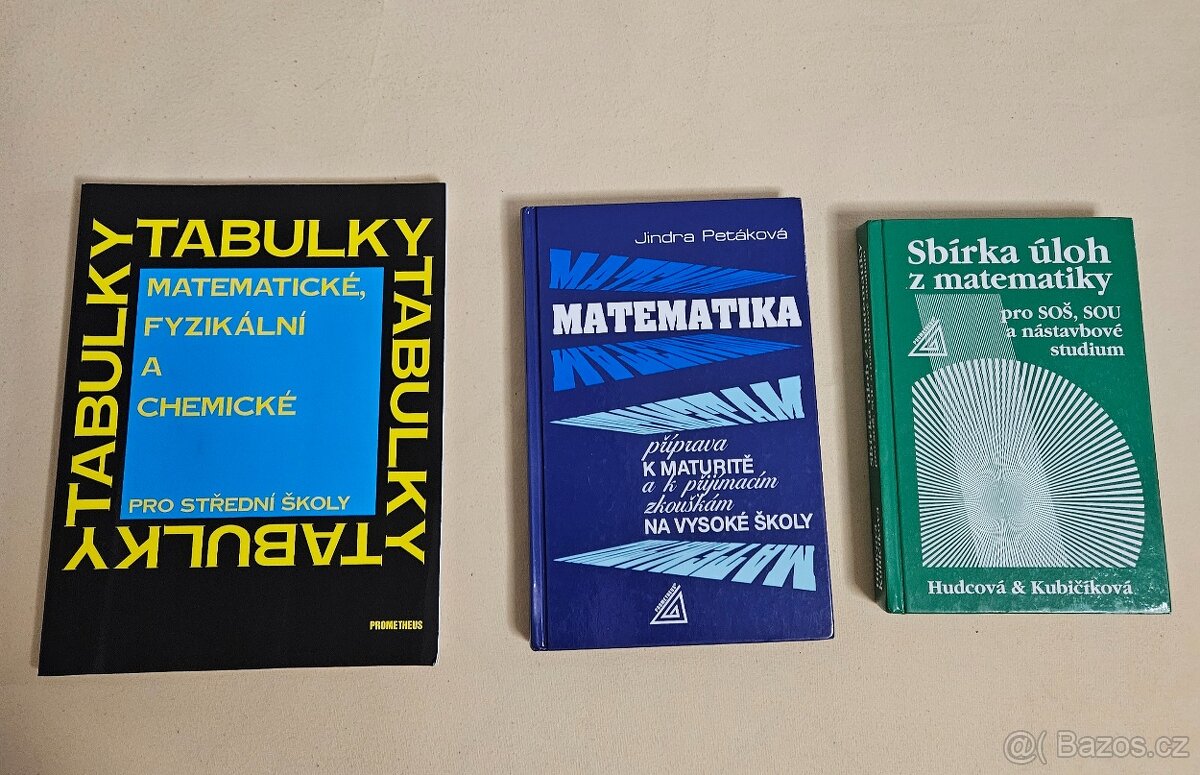 TABULKY
TABULKY
TABULKY
TABULKY
MATEMATICKÉ,
FYZIKÁLNÍ
A
CHEMICKÉ
PRO STŘEDNÍ ŠKOLY
PROMETHEUS
Jindra Petáková
MATEMATIKA
příprava
K MATURITĚ
a k přijímacím
zkouškám
NA VYSOKÉ ŠKOLY
Sbírka úloh
z matematiky
pro SOŠ, SOU
a nástavbové
studium
Hudcová & Kubičíková
@( Bazos.cz